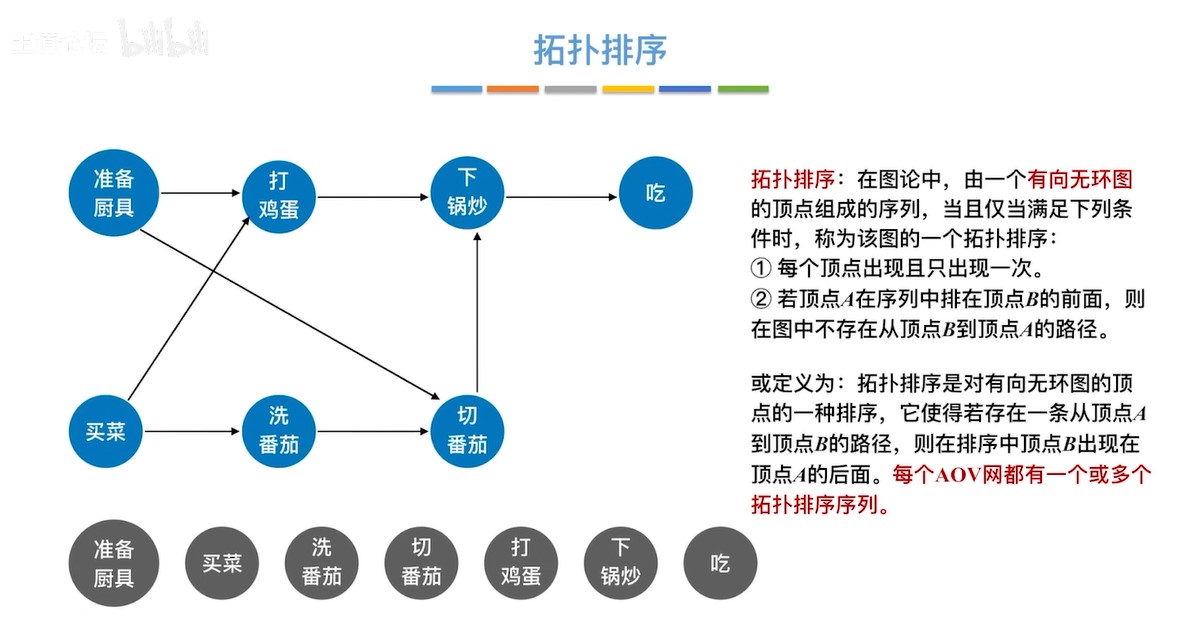 bilibili
拓扑排序
准备
厨具
打
鸡蛋
下
锅炒
吃
买菜
洗
番茄
切
番茄
准备
厨具
买菜
洗
番茄
切
番茄
打
鸡蛋
下
锅炒
吃
拓扑排序：在图论中，由一个有向无环图
的顶点组成的序列，当且仅当满足下列条
件时，称为该图的一个拓扑排序：
① 每个顶点出现且只出现一次。
② 若顶点A在序列中排在顶点B的前面，则
在图中不存在从顶点B到顶点A的路径。
或定义为：拓扑排序是对有向无环图的顶
点的一种排序，它使得若存在一条从顶点A
到顶点B的路径，则在排序中顶点B出现在
顶点A的后面。每个AOV网都有一个或多个
拓扑排序序列。